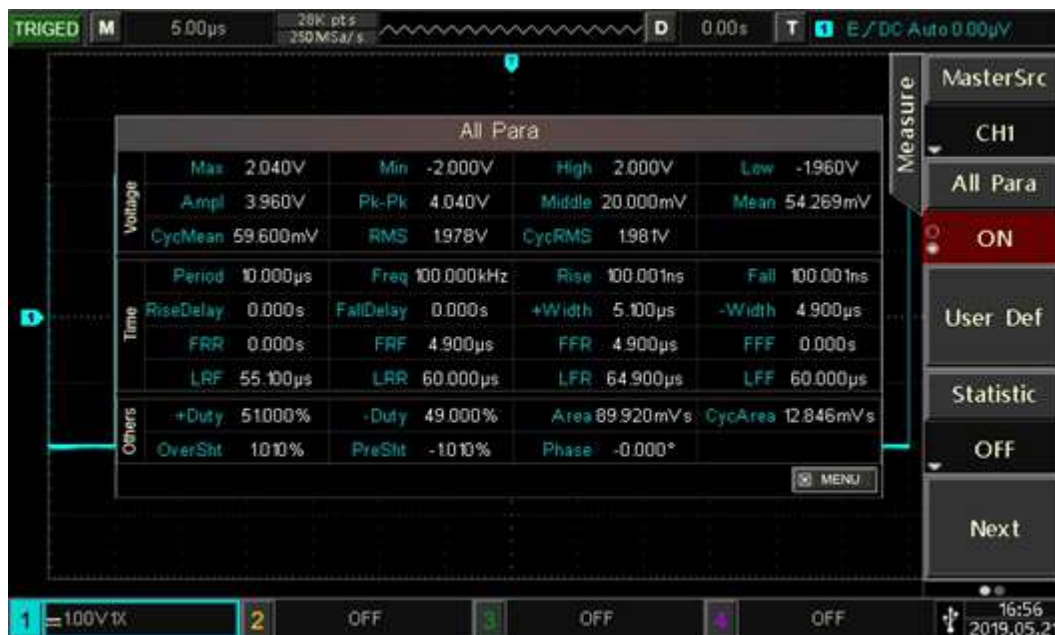 TRIGED M 5.00µs 28K pts 250MSa/s D 0.00s T 1 E DC Auto 0.00µV
Measure
MasterSrc
CH1
All Para
ON
User Def
Statistic
OFF
Next
All Para
Voltage
Max 2.040V Min -2.000V High 2.000V Low -1.960V
Ampl 3.960V Pk-Pk 4.040V Middle 20.000mV Mean 54.269mV
CycMean 59.600mV RMS 1.978V CycRMS 1.981V
Time
Period 10.000µs Freq 100.000kHz Rise 100.001ns Fall 100.001ns
RiseDelay 0.000s FallDelay 0.000s +Width 5.100µs -Width 4.900µs
FRR 0.000s FRF 4.900µs FFR 4.900µs FFF 0.000s
LRF 55.100µs LRR 60.000µs LFR 64.900µs LFF 60.000µs
Others
+Duty 51.000% -Duty 49.000% Area 89.920mVs CycArea 12.846mVs
OverSht 1.010% PreSht -1.010% Phase -0.000°
MENU
T
1
1 1.00V 1X 2 OFF 3 OFF 4 OFF
16:56
2019.05.2